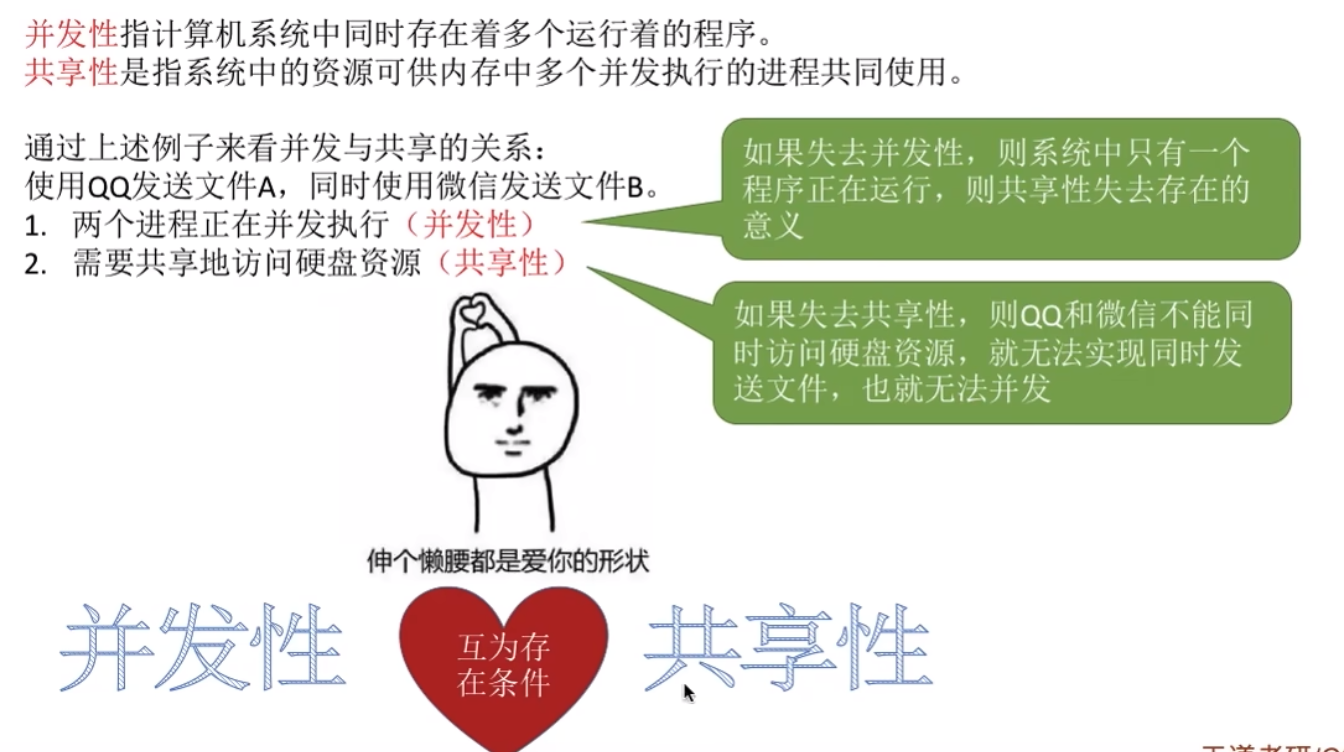 并发性指计算机系统中同时存在着多个运行着的程序。
共享性是指系统中的资源可供内存中多个并发执行的进程共同使用。
通过上述例子来看并发与共享的关系：
使用QQ发送文件A，同时使用微信发送文件B。
1. 两个进程正在并发执行（并发性）
2. 需要共享地访问硬盘资源（共享性）
如果失去并发性，则系统中只有一个
程序正在运行，则共享性失去存在的
意义
如果失去共享性，则QQ和微信不能同
时访问硬盘资源，就无法实现同时发
送文件，也就无法并发
伸个懒腰都是爱你的形状
并发性
互为存
在条件
共享性